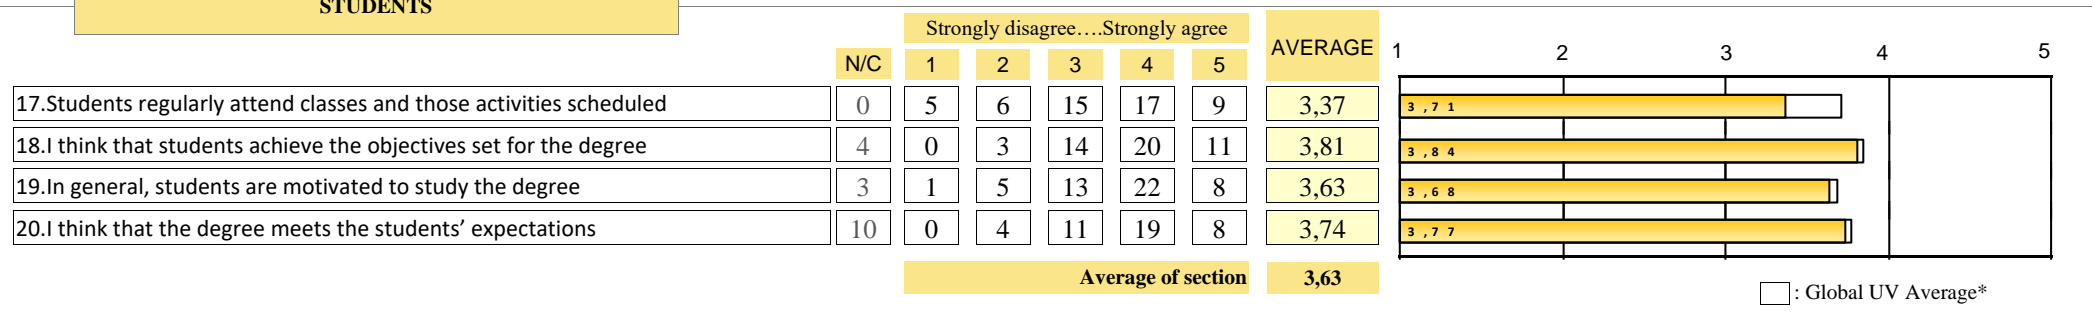 STUDENTS
Strongly disagree….Strongly agree
AVERAGE
1 2 3 4 5
N/C 1 2 3 4 5
17.Students regularly attend classes and those activities scheduled 0 5 6 15 17 9 3,37 3,71
18.I think that students achieve the objectives set for the degree 4 0 3 14 20 11 3,81 3,84
19.In general, students are motivated to study the degree 3 1 5 13 22 8 3,63 3,68
20.I think that the degree meets the students’ expectations 10 0 4 11 19 8 3,74 3,77
Average of section 3,63
: Global UV Average*